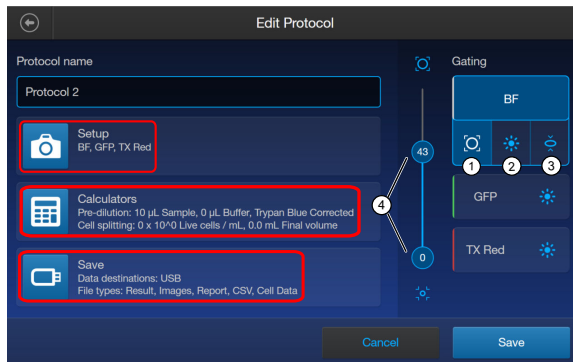 Edit Protocol
Protocol name
Protocol 2
Setup
BF, GFP, TX Red
Calculators
Pre-dilution: 10 µL Sample, 0 µL Buffer, Trypan Blue Corrected
Cell splitting: 0 x 10^0 Live cells / mL, 0.0 mL Final volume
Save
Data destinations: USB
File types: Result, Images, Report, CSV, Cell Data
43
4
0
Gating
BF
1 2 3
GFP
TX Red
Cancel
Save